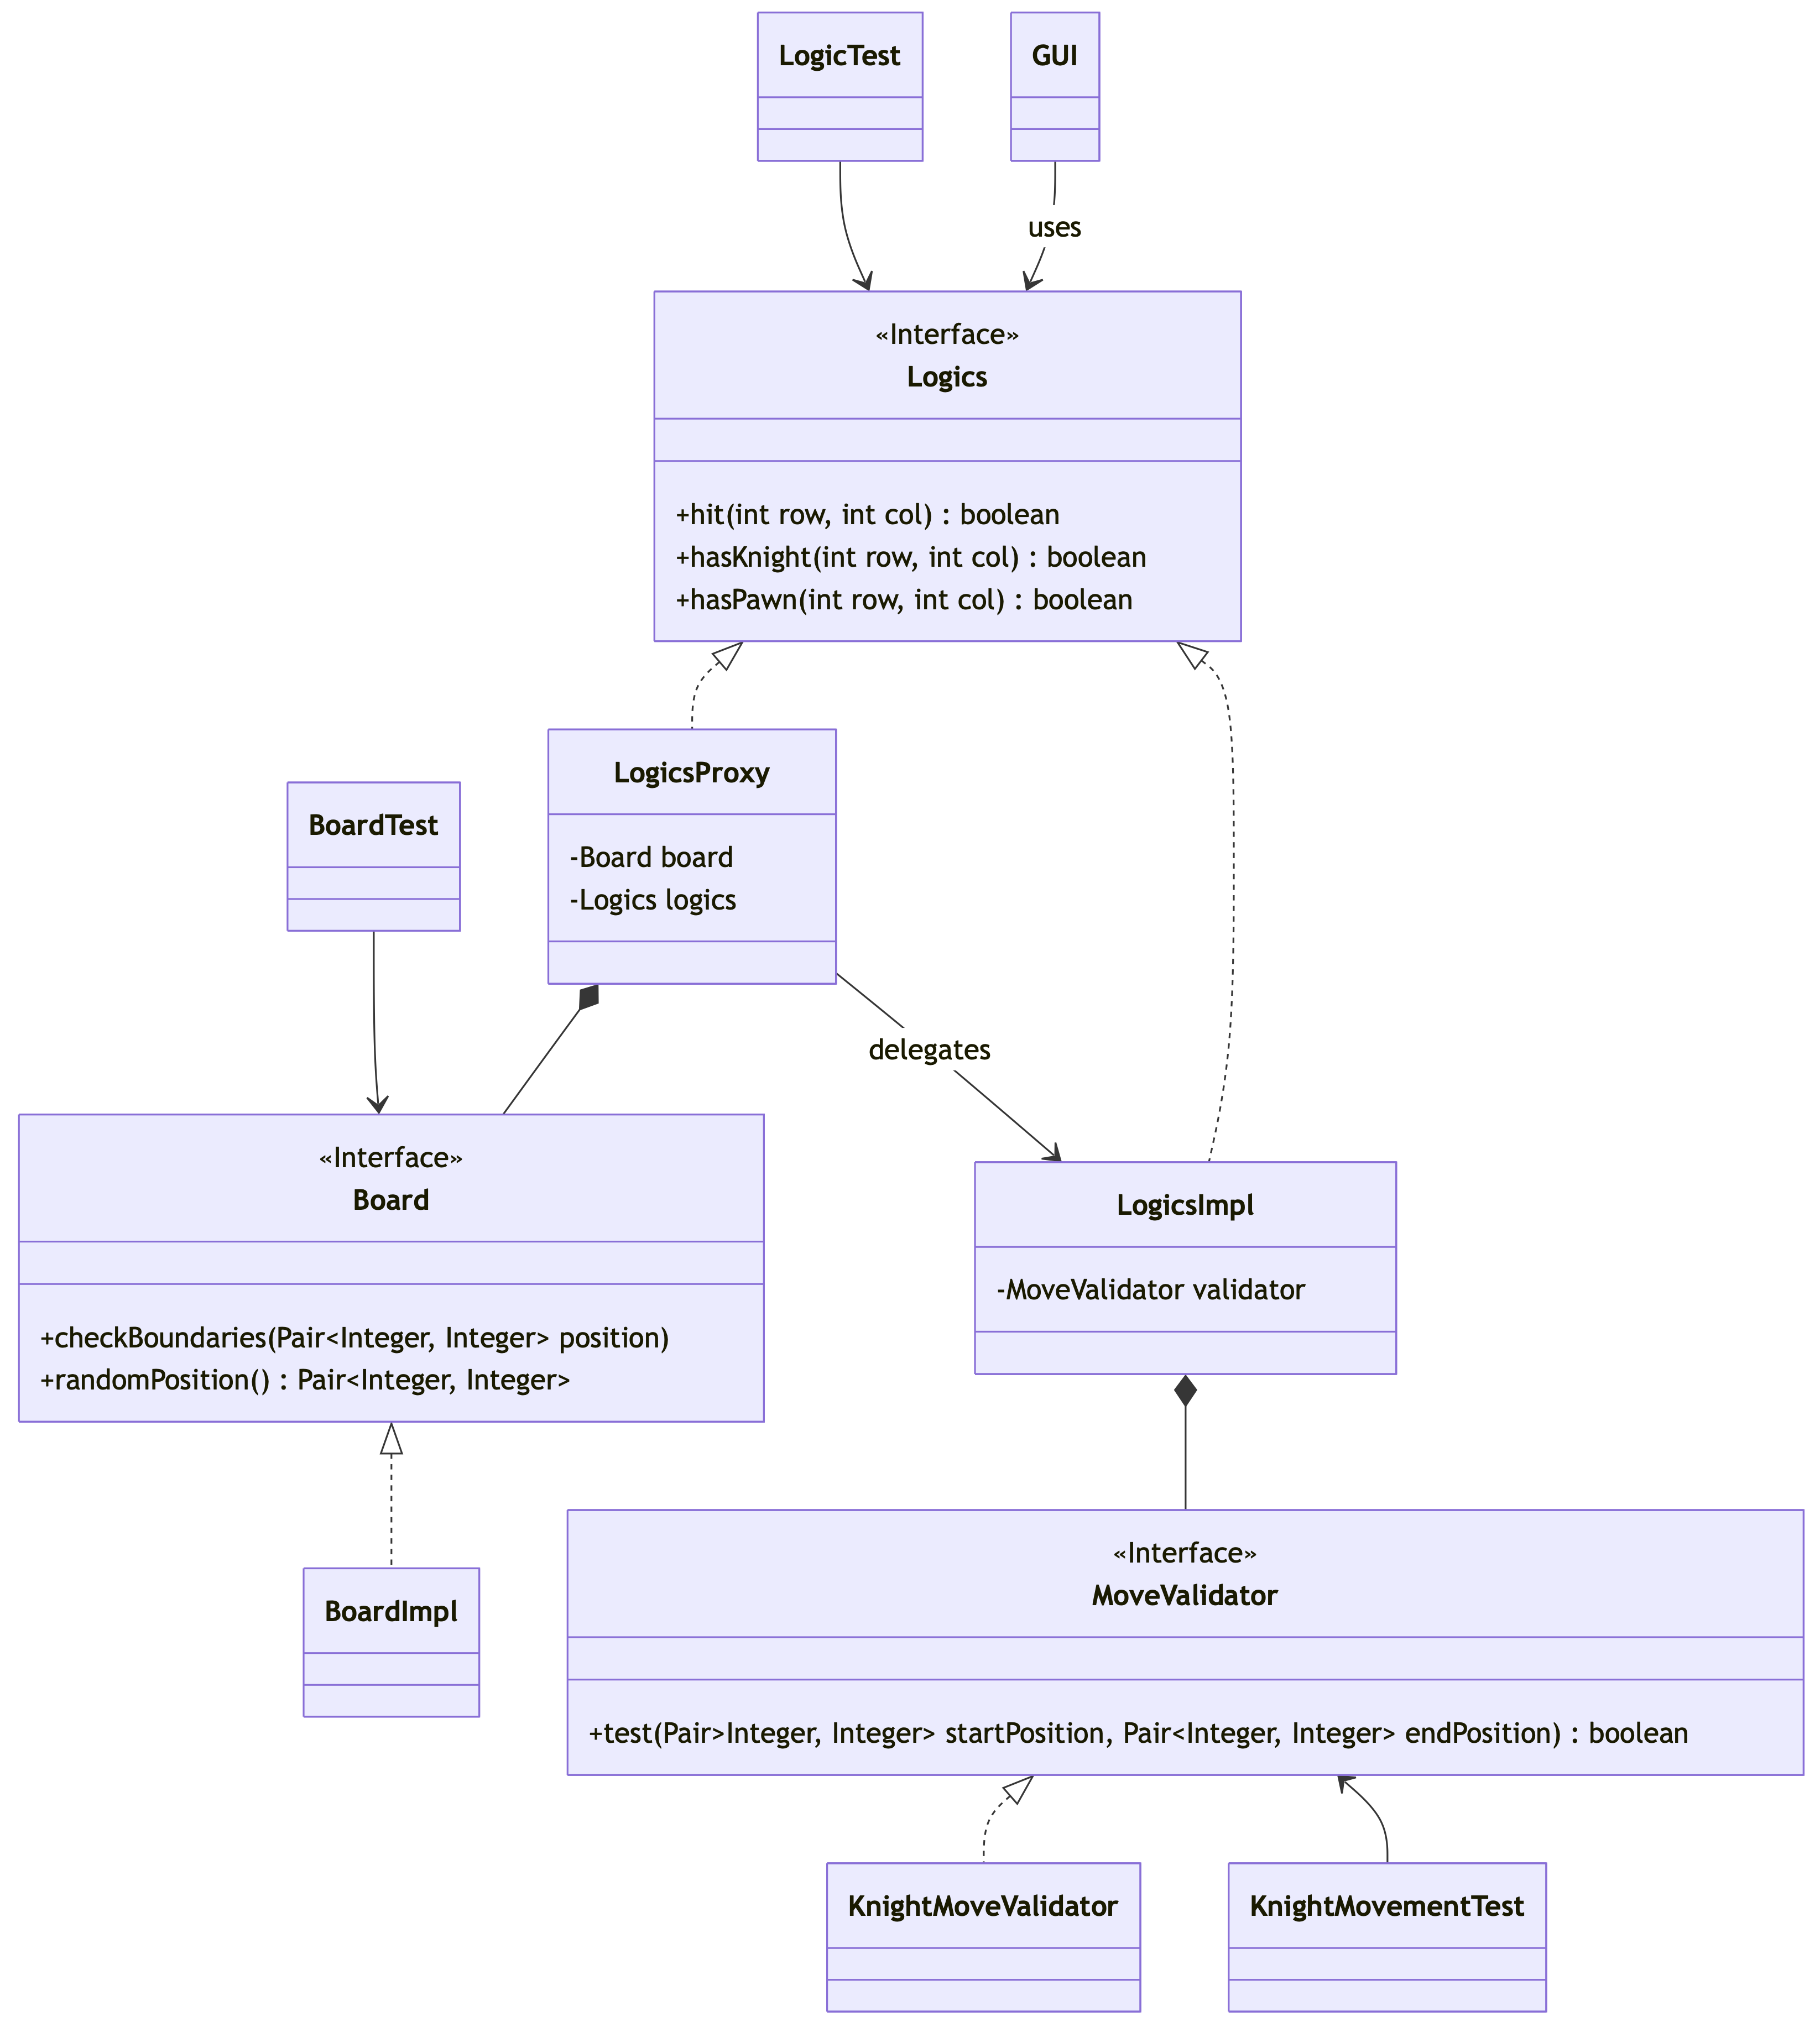 LogicTest
GUI
uses
«Interface»
Logics
+hit(int row, int col) : boolean
+hasKnight(int row, int col) : boolean
+hasPawn(int row, int col) : boolean
LogicsProxy
-Board board
-Logics logics
BoardTest
delegates
«Interface»
Board
+checkBoundaries(Pair<Integer, Integer> position)
+randomPosition() : Pair<Integer, Integer>
LogicsImpl
-MoveValidator validator
BoardImpl
«Interface»
MoveValidator
+test(Pair>Integer, Integer> startPosition, Pair<Integer, Integer> endPosition) : boolean
KnightMoveValidator
KnightMovementTest